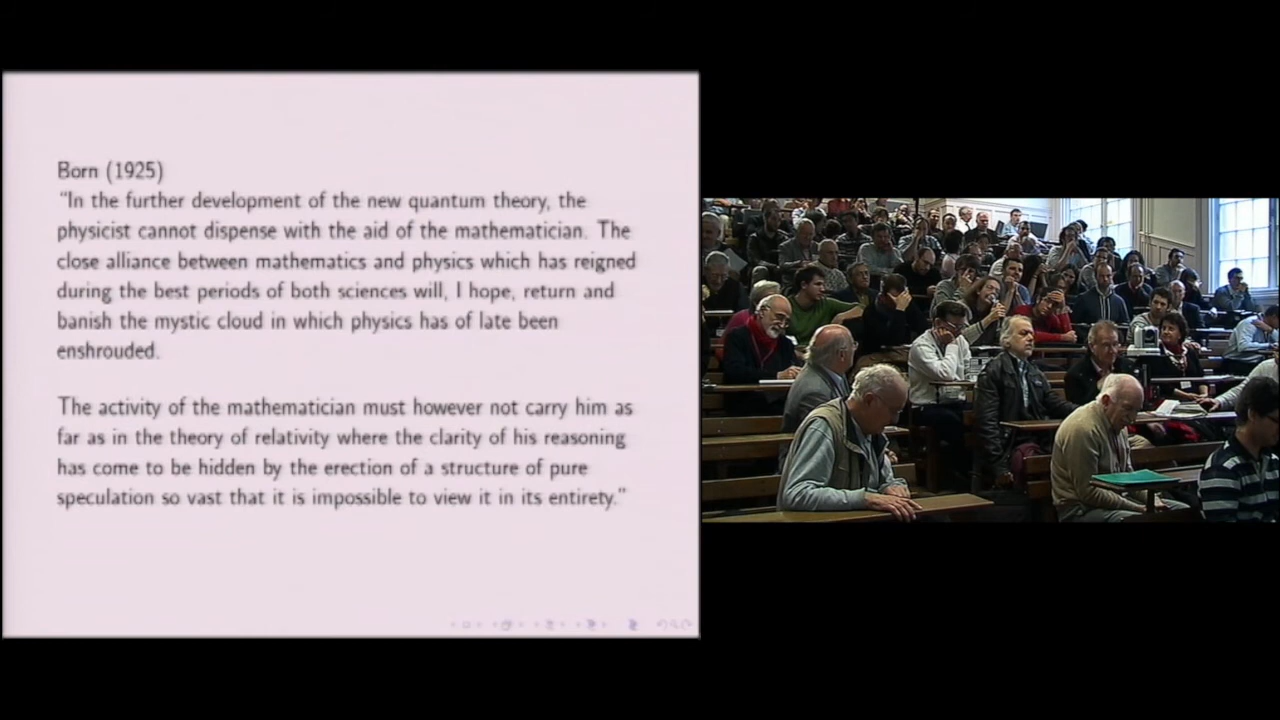 Born (1925)
“In the further development of the new quantum theory, the
physicist cannot dispense with the aid of the mathematician. The
close alliance between mathematics and physics which has reigned
during the best periods of both sciences will, I hope, return and
banish the mystic cloud in which physics has of late been
enshrouded.
The activity of the mathematician must however not carry him as
far as in the theory of relativity where the clarity of his reasoning
has come to be hidden by the erection of a structure of pure
speculation so vast that it is impossible to view it in its entirety.”